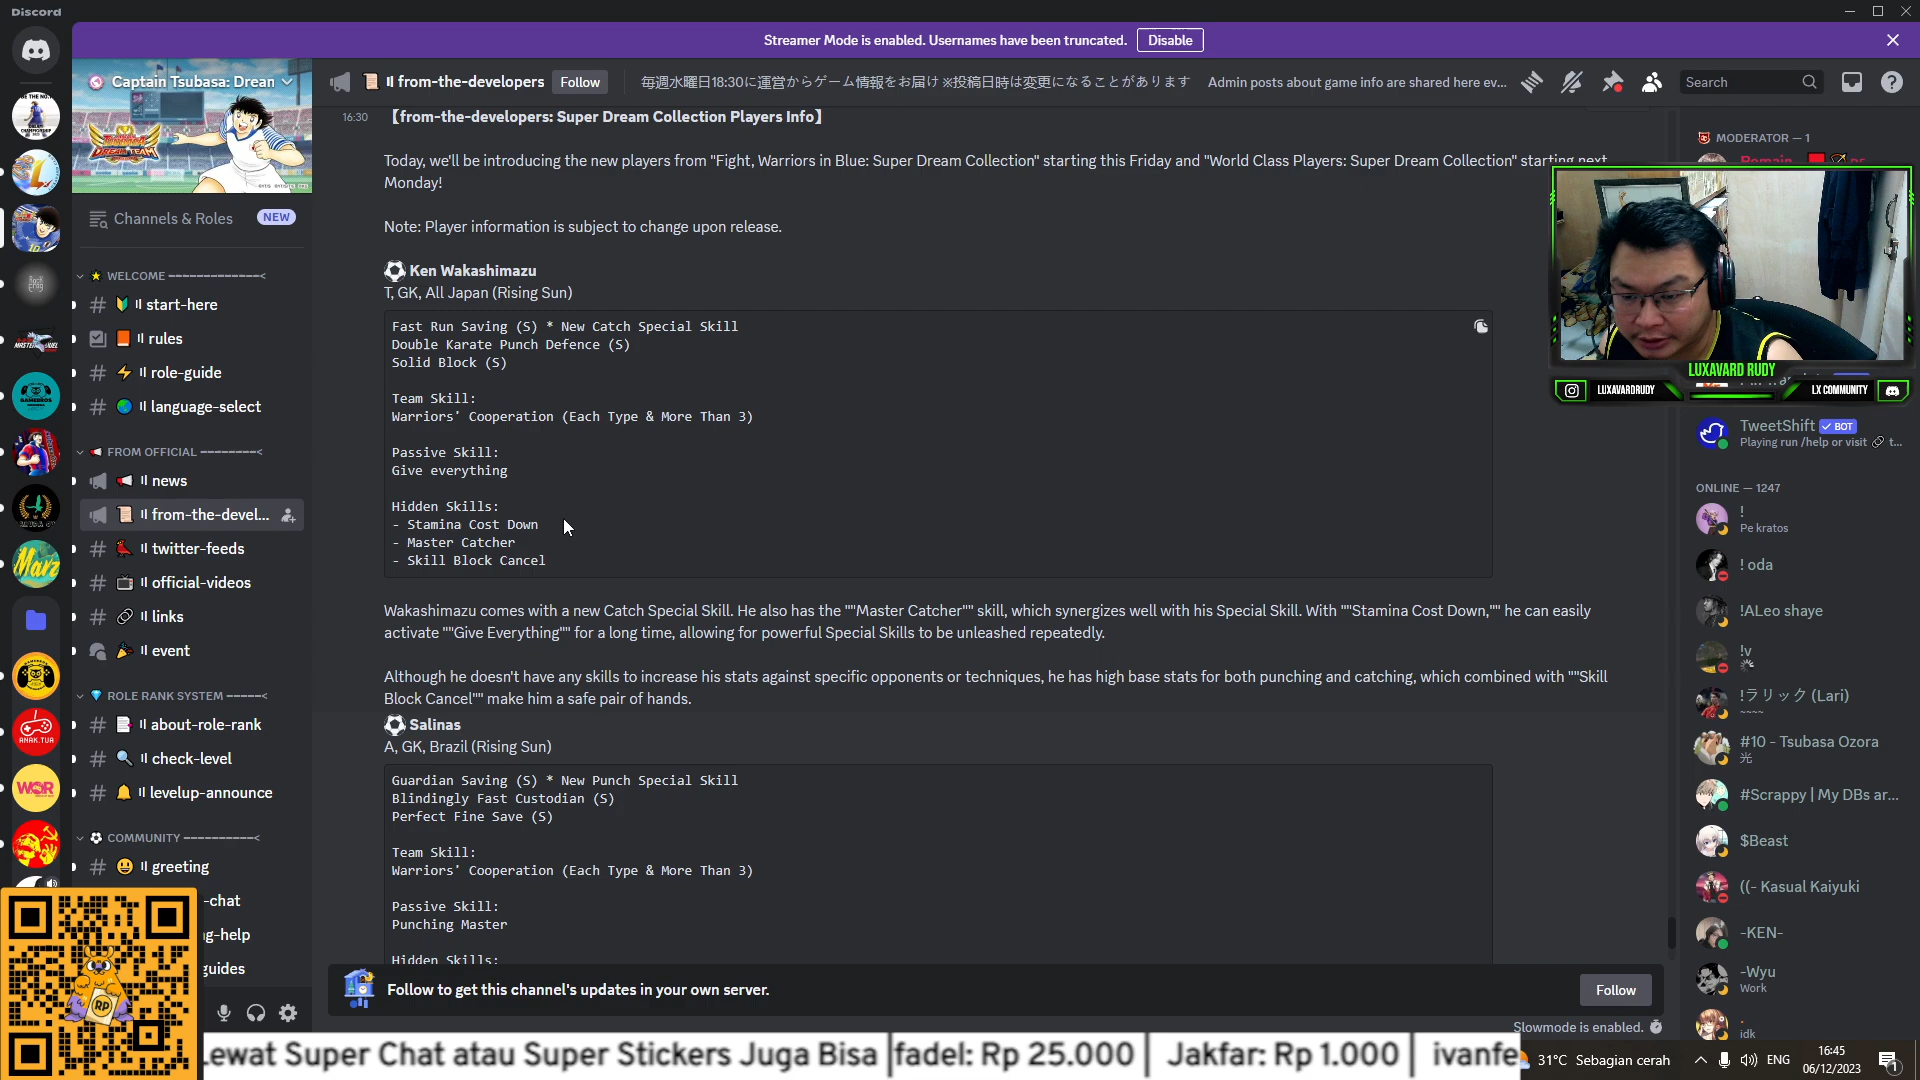 Discord
Streamer Mode is enabled. Usernames have been truncated.
Disable
Captain Tsubasa: Drean
from-the-developers
Follow
毎週水曜日18:30に運営からゲーム情報をお届け ※投稿日時は変更になることがあります
Admin posts about game info are shared here ev...
Search
Channels & Roles
NEW
WELCOME -------------<
start-here
rules
role-guide
language-select
FROM OFFICIAL ---------<
news
from-the-devel...
twitter-feeds
official-videos
links
event
ROLE RANK SYSTEM -----<
about-role-rank
check-level
levelup-announce
COMMUNITY -----------<
greeting
-chat
g-help
guides
16:30
【from-the-developers: Super Dream Collection Players Info】
Today, we'll be introducing the new players from "Fight, Warriors in Blue: Super Dream Collection" starting this Friday and "World Class Players: Super Dream Collection" starting next
Monday!
Note: Player information is subject to change upon release.
Ken Wakashimazu
T, GK, All Japan (Rising Sun)
Fast Run Saving (S) * New Catch Special Skill
Double Karate Punch Defence (S)
Solid Block (S)
Team Skill:
Warriors' Cooperation (Each Type & More Than 3)
Passive Skill:
Give everything
Hidden Skills:
- Stamina Cost Down
- Master Catcher
- Skill Block Cancel
Wakashimazu comes with a new Catch Special Skill. He also has the ""Master Catcher"" skill, which synergizes well with his Special Skill. With ""Stamina Cost Down,"" he can easily
activate ""Give Everything"" for a long time, allowing for powerful Special Skills to be unleashed repeatedly.
Although he doesn't have any skills to increase his stats against specific opponents or techniques, he has high base stats for both punching and catching, which combined with ""Skill
Block Cancel"" make him a safe pair of hands.
Salinas
A, GK, Brazil (Rising Sun)
Guardian Saving (S) * New Punch Special Skill
Blindingly Fast Custodian (S)
Perfect Fine Save (S)
Team Skill:
Warriors' Cooperation (Each Type & More Than 3)
Passive Skill:
Punching Master
Hidden Skills:
Follow to get this channel's updates in your own server.
Follow
Slowmode is enabled.
MODERATOR — 1
LUXAVARD RUDY
LUXAVARDRUDY
LX COMMUNITY
TweetShift
BOT
Playing run /help or visit
t...
ONLINE — 1247
!
Pe kratos
! oda
!ALeo shaye
!v
!ラリック (Lari)
~~~~
#10 - Tsubasa Ozora
光
#Scrappy | My DBs ar...
$Beast
((- Kasual Kaiyuki
-KEN-
-Wyu
Work
.
idk
ANAK.TUA
WOR
Marz
RP
ewat Super Chat atau Super Stickers Juga Bisa |fadel: Rp 25.000 | Jakfar: Rp 1.000 | ivanfe
31°C Sebagian cerah
ENG
16:45
06/12/2023
1